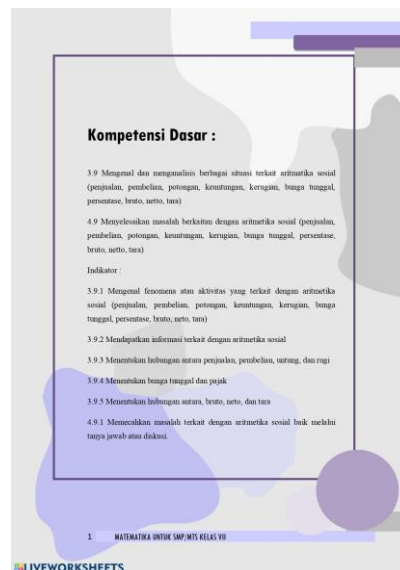 Kompetensi Dasar :
3.9 Mengenal dan menganalisis berbagai situasi terkait aritmatika sosial
(penjualan, pembelian, potongan, keuntungan, kerugian, bunga tunggal,
persentase, bruto, netto, tara)
4.9 Menyelesaikan masalah berkaitan dengan aritmetika sosial (penjualan,
pembelian, potongan, keuntungan, kerugian, bunga tunggal, persentase,
bruto, netto, tara)
Indikator :
3.9.1 Mengenal fenomena atau aktivitas yang terkait dengan aritmetika
sosial (penjualan, pembelian, potongan, keuntungan, kerugian, bunga
tunggal, persentase, bruto, neto, tara)
3.9.2 Mendapatkan informasi terkait dengan aritmetika sosial
3.9.3 Menentukan hubungan antara penjualan, pembelian, untung, dan rugi
3.9.4 Menentukan bunga tunggal dan pajak
3.9.5 Menentukan hubungan antara, bruto, neto, dan tara
4.9.1 Memecahkan masalah terkait dengan aritmetika sosial baik melalui
tanya jawab atau diskusi.
1 MATEMATIKA UNTUK SMP/MTS KELAS VII
LIVEWORKSHEETS